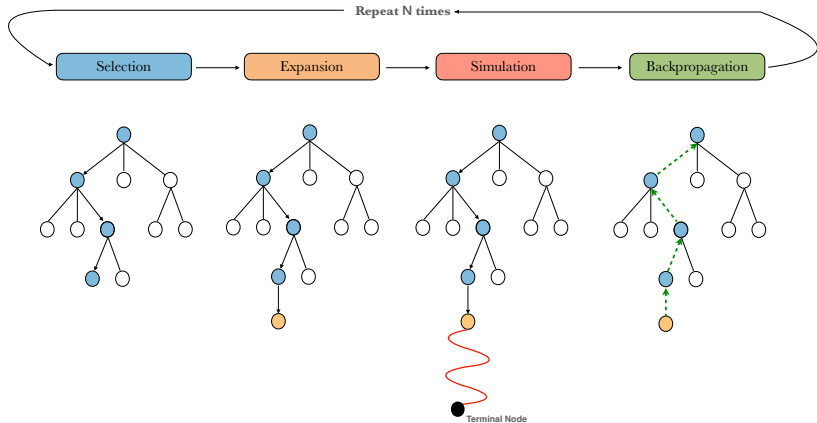 Repeat N times
Selection
Expansion
Simulation
Backpropagation
Terminal Node